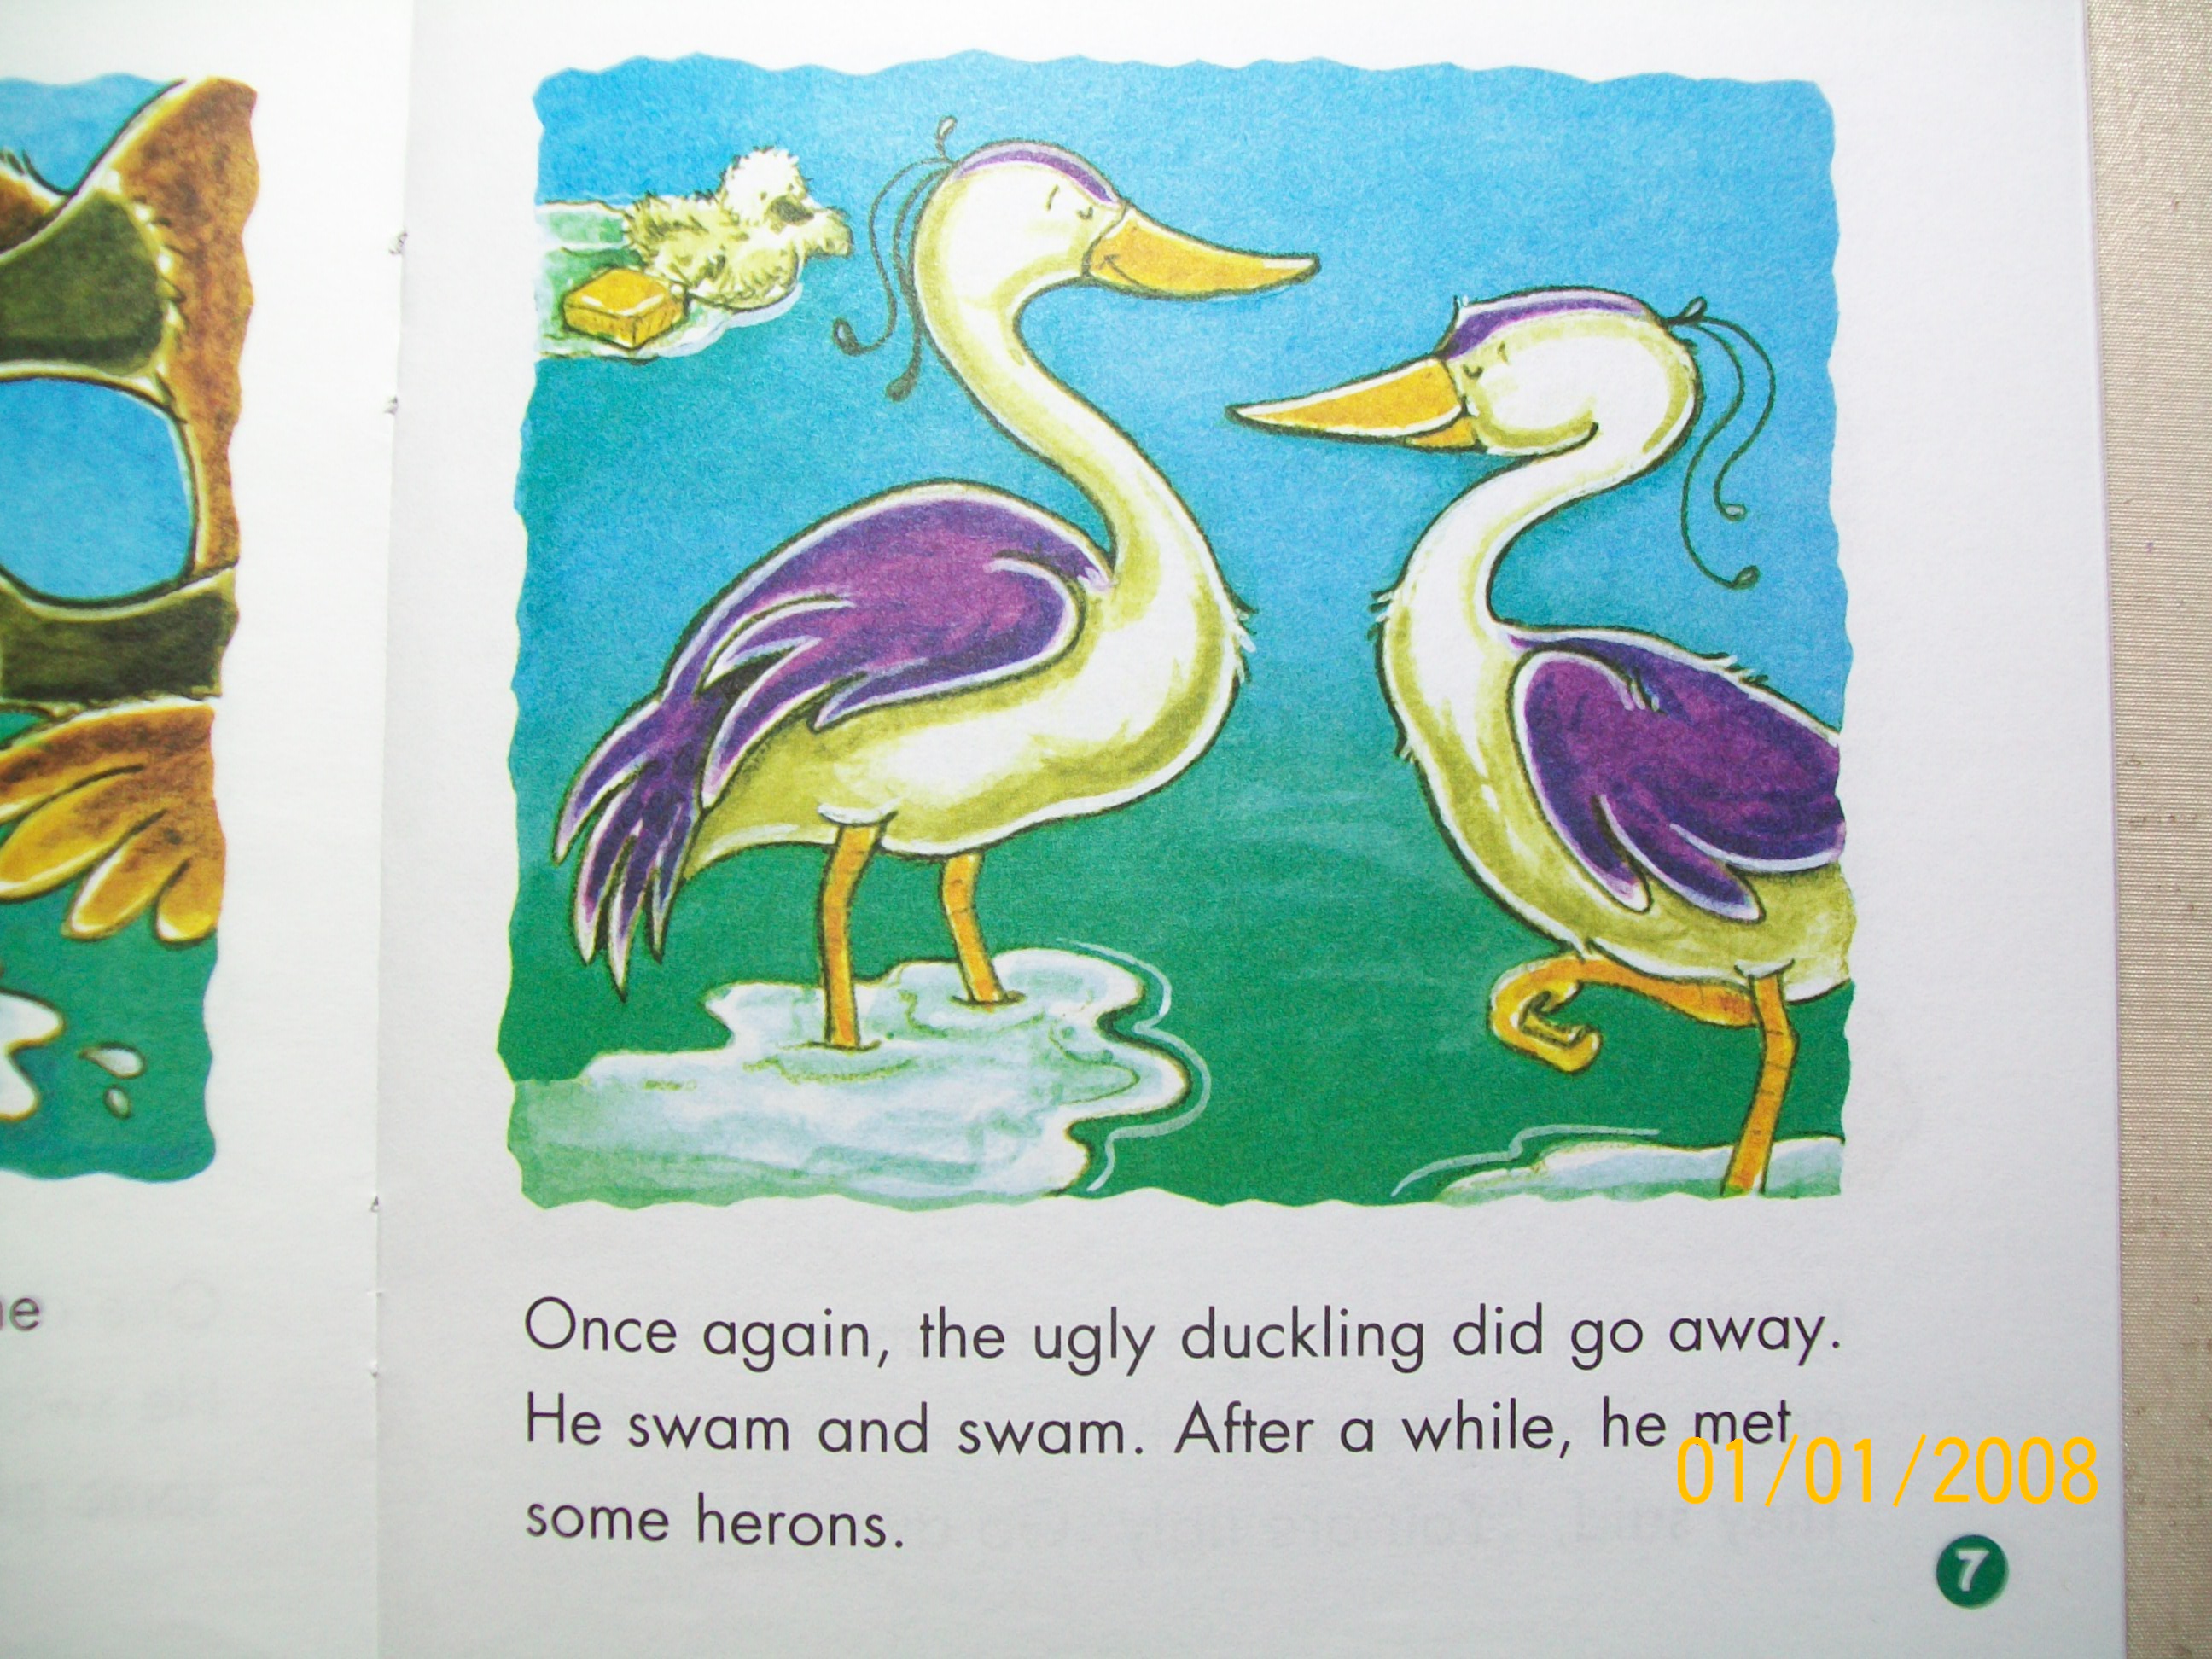 Once again, the ugly duckling did go away.
He swam and swam. After a while, he met
some herons.
01/01/2008
7